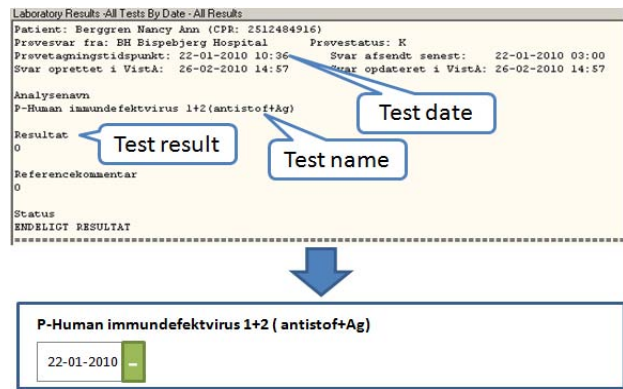 Laboratory Results -All Tests By Date - All Results
Patient: Berggren Nancy Ann (CPR: 2512484916)
Prøvesvar fra: BH Bispebjerg Hospital Prøvestatus: K
Prøvetagningstidspunkt: 22-01-2010 10:36 Svar afsendt senest: 22-01-2010 03:00
Svar oprettet i VistA: 26-02-2010 14:57 Svar opdateret i VistA: 26-02-2010 14:57
Analysenavn
P-Human immundefektvirus 1+2(antistof+Ag)
Test date
Resultat
0
Test result
Test name
Referencekommentar
0
Status
ENDELIGT RESULTAT
P-Human immundefektvirus 1+2 ( antistof+Ag)
22-01-2010 -